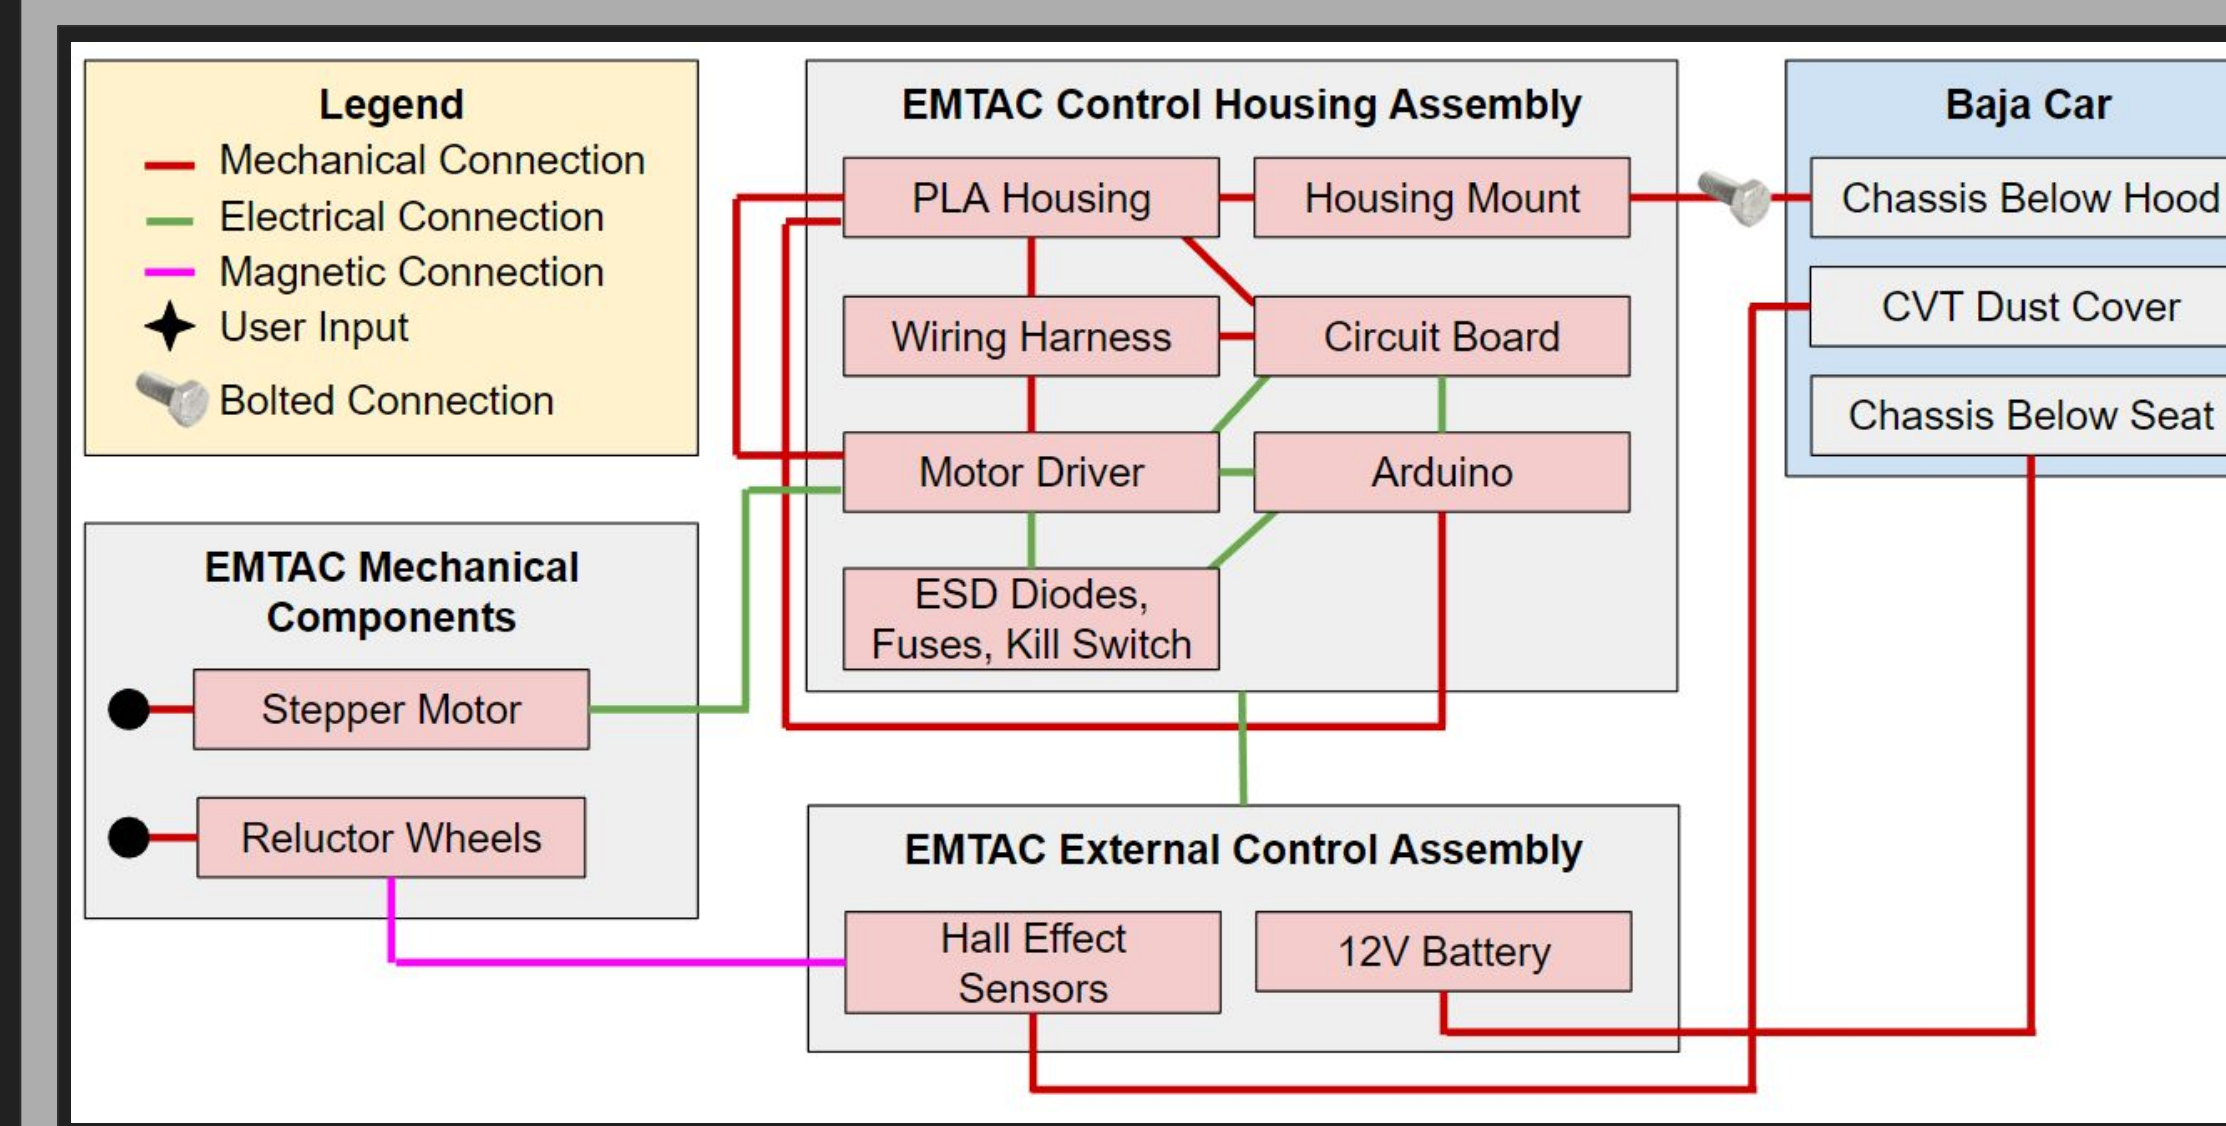 Legend
Mechanical Connection
Electrical Connection
Magnetic Connection
User Input
Bolted Connection
EMTAC Control Housing Assembly
PLA Housing
Housing Mount
Wiring Harness
Circuit Board
Motor Driver
Arduino
ESD Diodes,
Fuses, Kill Switch
Baja Car
Chassis Below Hood
CVT Dust Cover
Chassis Below Seat
EMTAC Mechanical
Components
Stepper Motor
Reluctor Wheels
EMTAC External Control Assembly
Hall Effect
Sensors
12V Battery